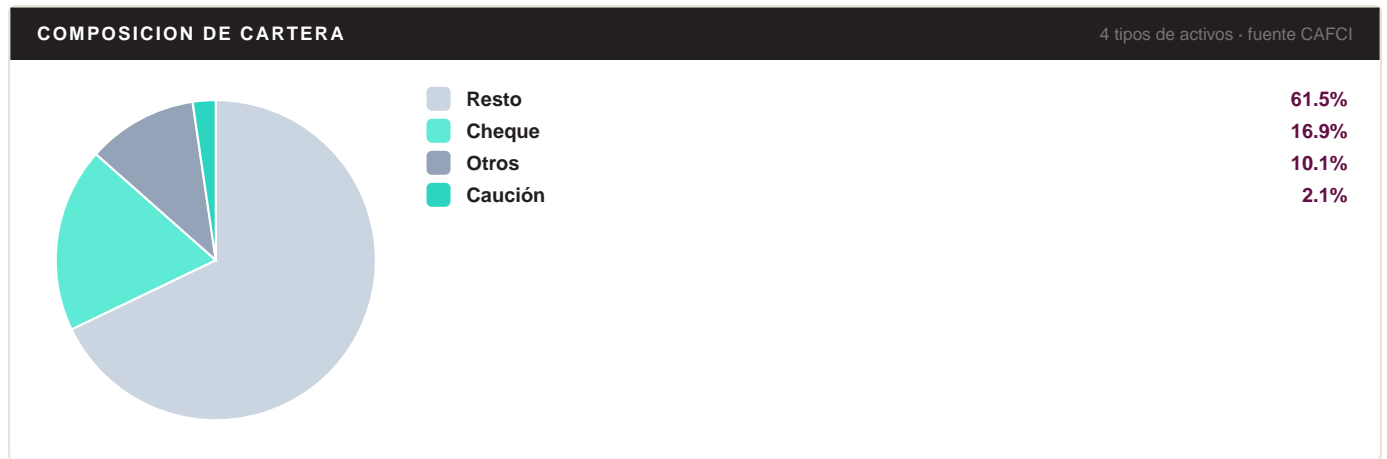 COMPOSICION DE CARTERA
4 tipos de activos · fuente CAFCI
Resto 61.5%
Cheque 16.9%
Otros 10.1%
Caución 2.1%